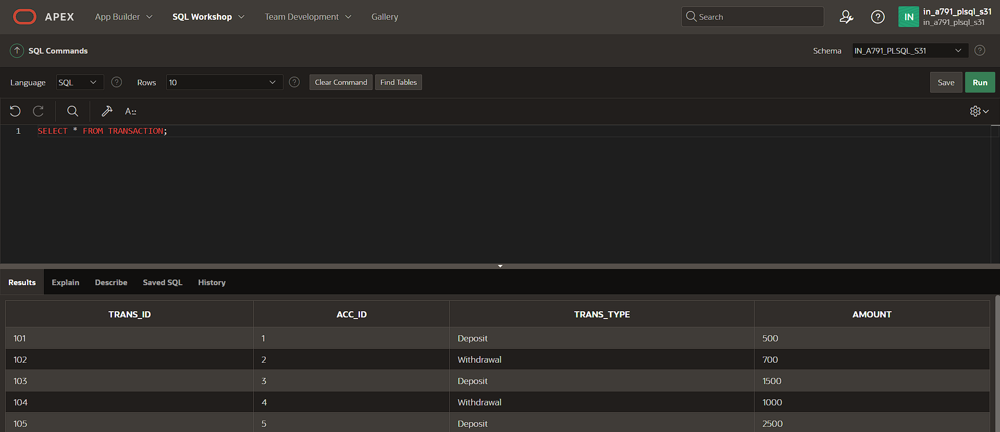 APEX App Builder SQL Workshop Team Development Gallery Search IN in_a791_plsql_s31
in_a791_plsql_s31
SQL Commands Schema IN_A791_PLSQL_S31
Language SQL Rows 10 Clear Command Find Tables Save Run
A::
1 SELECT * FROM TRANSACTION;
Results Explain Describe Saved SQL History
TRANS_ID ACC_ID TRANS_TYPE AMOUNT
101 1 Deposit 500
102 2 Withdrawal 700
103 3 Deposit 1500
104 4 Withdrawal 1000
105 5 Deposit 2500